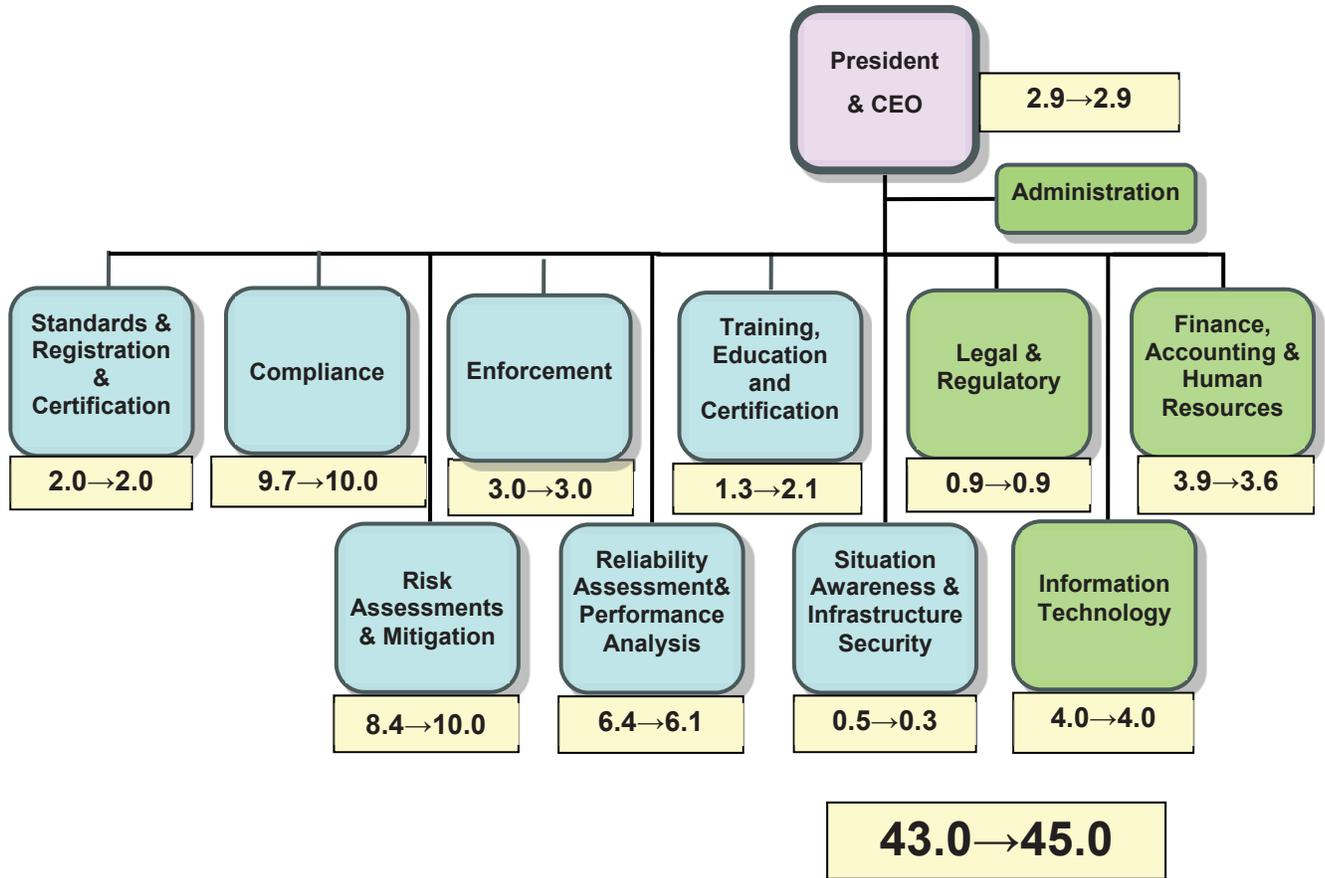 President
& CEO
2.9→2.9
Administration
Standards &
Registration
&
Certification
2.0→2.0
Compliance
9.7→10.0
Enforcement
3.0→3.0
Training,
Education
and
Certification
1.3→2.1
Legal &
Regulatory
0.9→0.9
Finance,
Accounting &
Human
Resources
3.9→3.6
Risk
Assessments
& Mitigation
8.4→10.0
Reliability
Assessment&
Performance
Analysis
6.4→6.1
Situation
Awareness &
Infrastructure
Security
0.5→0.3
Information
Technology
4.0→4.0
43.0→45.0